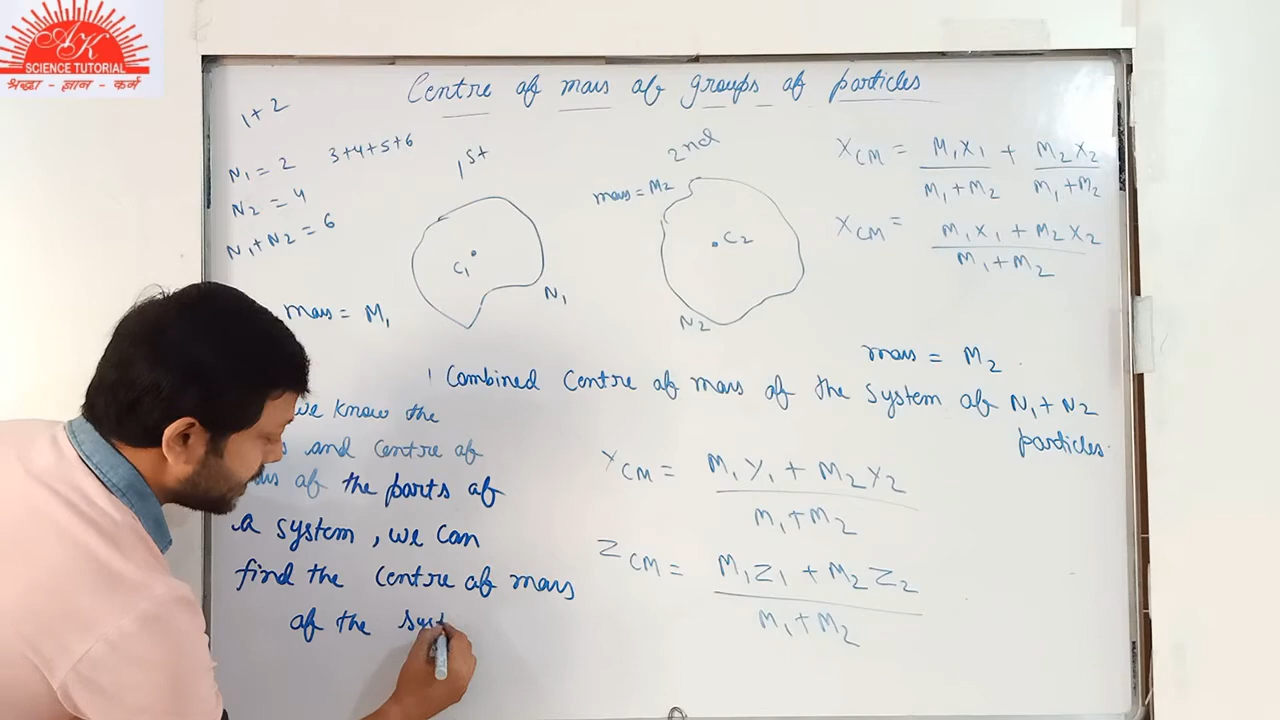 AK
SCIENCE TUTORIAL
श्रद्धा - ज्ञान - कर्म
Centre of mass of groups of particles
1+2
N1 = 2 3+4+5+6
N2 = 4
N1+N2 = 6
1st
C1
N1
mass = M1
2nd
mass = M2
C2
N2
XCM = M1X1/M1+M2 + M2X2/M1+M2
XCM = M1X1 + M2X2/M1+M2
mass = M2
Combined Centre of mass of the system of N1+N2
particles
we know the
and centre of
of the parts of
a system, we can
find the centre of mass
of the syst
YCM = M1Y1 + M2Y2/M1+M2
ZCM = M1Z1 + M2Z2/M1+M2